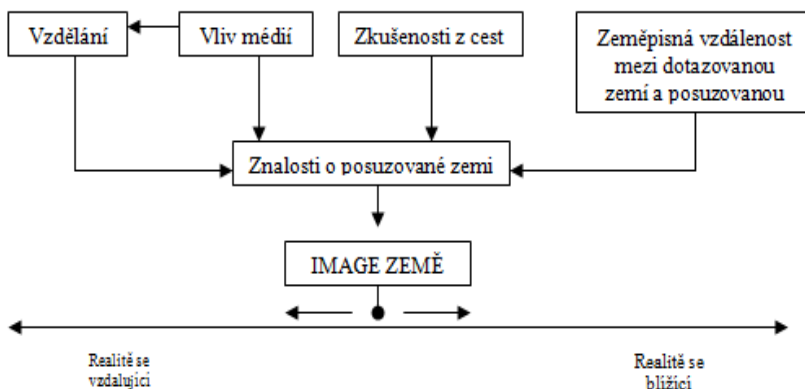 Vzdělání
Vliv médií
Zkušenosti z cest
Zeměpisná vzdálenost
mezi dotazovanou
zemí a posuzovanou
Znalosti o posuzované zemi
IMAGE ZEMĚ
Realitě se
vzdalující
Realitě se
blížící